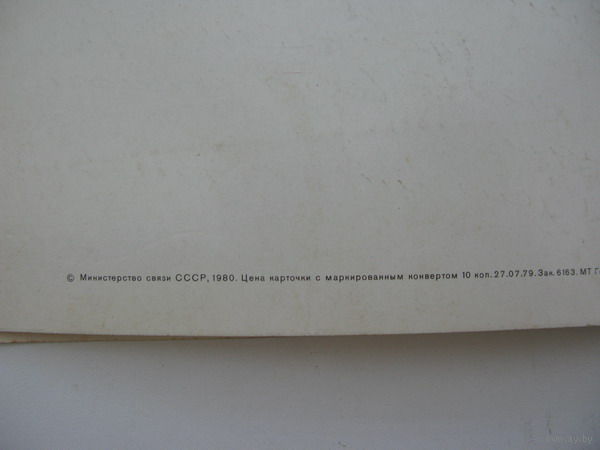 © Министерство связи СССР, 1980. Цена карточки с маркированным конвертом 10 коп. 27.07.79. Зак. 6163. МТ